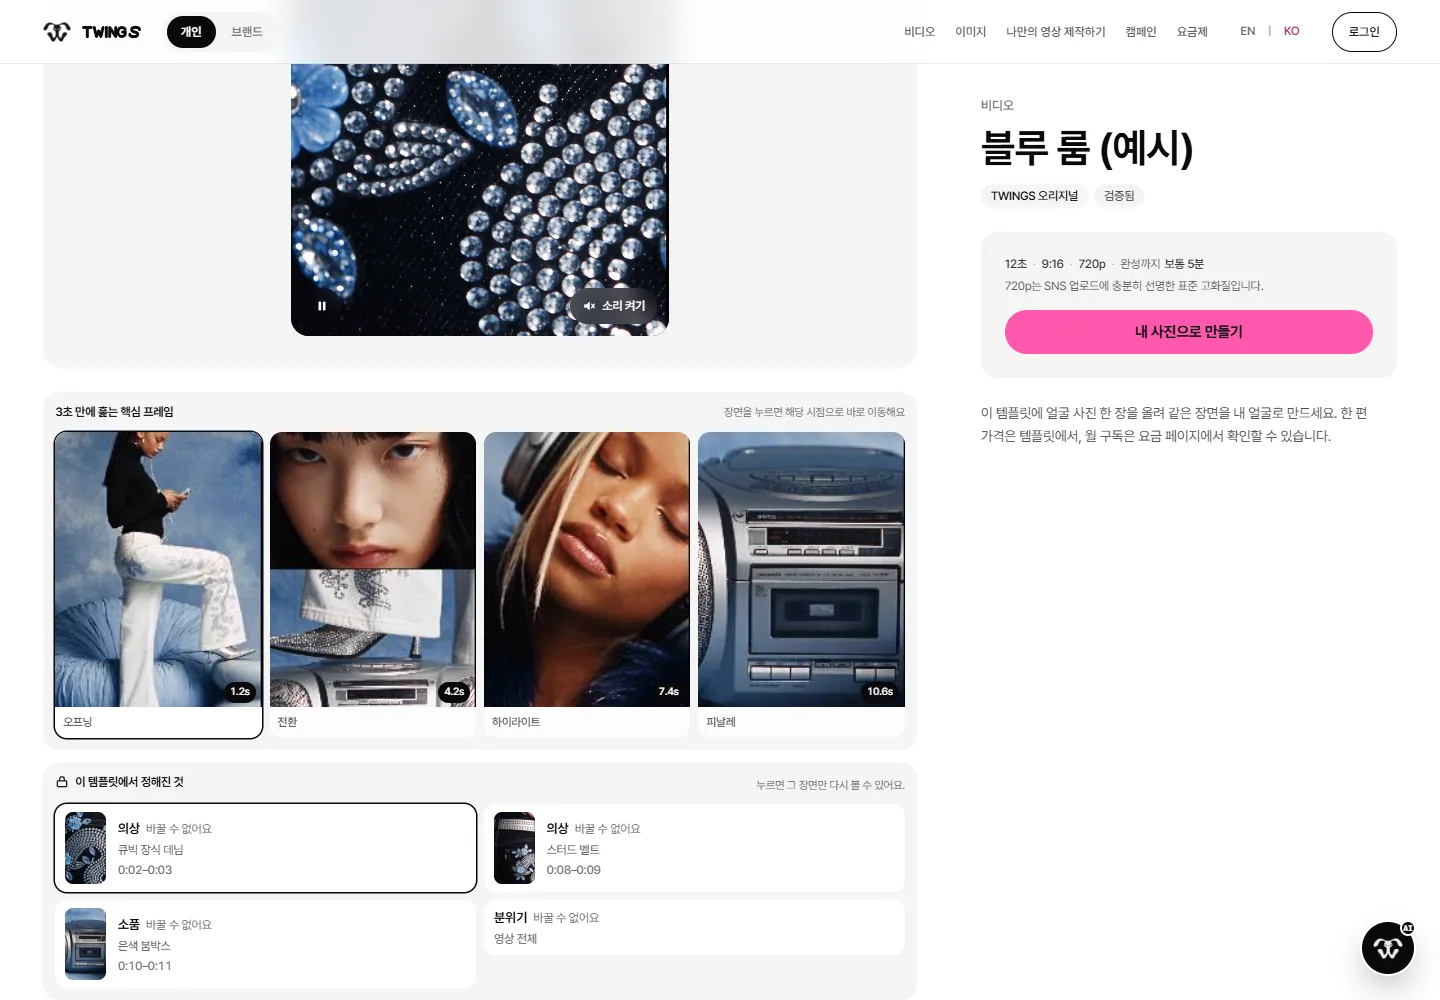 TWINGS
개인
브랜드
비디오
이미지
나만의 영상 제작하기
캠페인
요금제
EN | KO
로그인
소리 켜기
비디오
블루 룸 (예시)
TWINGS 오리지널
검증됨
12초 · 9:16 · 720p · 완성까지 보통 5분
720p는 SNS 업로드에 충분히 선명한 표준 고화질입니다.
내 사진으로 만들기
이 템플릿에 얼굴 사진 한 장을 올려 같은 장면을 내 얼굴로 만드세요. 한 편
가격은 템플릿에서, 월 구독은 요금 페이지에서 확인할 수 있습니다.
3초 만에 훑는 핵심 프레임
장면을 누르면 해당 시점으로 바로 이동해요
1.2s
오프닝
4.2s
전환
7.4s
하이라이트
10.6s
피날레
이 템플릿에서 정해진 것
누르면 그 장면만 다시 볼 수 있어요.
의상 바꿀 수 없어요
큐빅 장식 데님
0:02–0:03
의상 바꿀 수 없어요
스터드 벨트
0:08–0:09
소품 바꿀 수 없어요
은색 붐박스
0:10–0:11
분위기 바꿀 수 없어요
영상 전체
AI